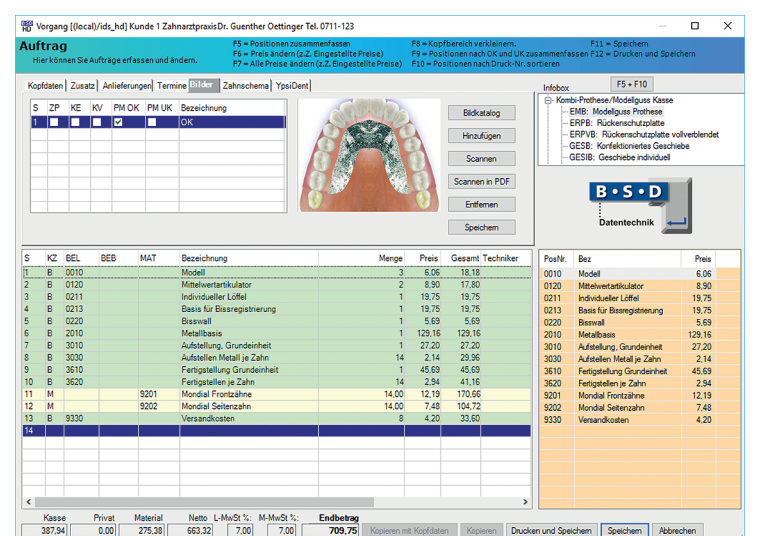 Vorgang [(local)/ids_hd] Kunde 1 ZahnarztpraxisDr. Guenther Oettinger Tel. 0711-123
Auftrag
Hier können Sie Aufträge erfassen und ändern.
F5 = Positionen zusammenfassen
F6 = Preis ändern (z.Z. Eingestellte Preise)
F7 = Alle Preise ändern (z.Z. Eingestellte Preise)
F8 = Kopfbereich verkleinern.
F9 = Positionen nach OK und UK zusammenfassen
F10 = Positionen nach Druck-Nr. sortieren
F11 = Speichern
F12 = Drucken und Speichern
Kopfdaten Zusatz Anlieferungen Termine Bilder Zahnschema YpsiDent
S ZP KE KV PM OK PM UK Bezeichnung
1 OK
Bildkatalog
Hinzufügen
Scannen
Scannen in PDF
Entfernen
Speichern
Infobox
F5 + F10
Kombi-Prothese/Modellguss Kasse
EMB: Modellguss Prothese
ERPB: Rückenschutzplatte
ERPVB: Rückenschutzplatte vollverblendet
GESB: Konfektioniertes Geschiebe
GESIB: Geschiebe individuell
B·S·D
Datentechnik
S KZ BEL BEB MAT Bezeichnung Menge Preis Gesamt Techniker
1 B 0010 Modell 3 6,06 18,18
2 B 0120 Mittelwertartikulator 2 8,90 17,80
3 B 0211 Individueller Löffel 1 19,75 19,75
4 B 0213 Basis für Bissregistrierung 1 19,75 19,75
5 B 0220 Bisswall 1 5,69 5,69
6 B 2010 Metallbasis 1 129,16 129,16
7 B 3010 Aufstellung, Grundeinheit 1 27,20 27,20
8 B 3030 Aufstellen Metall je Zahn 14 2,14 29,96
9 B 3610 Fertigstellung Grundeinheit 1 45,69 45,69
10 B 3620 Fertigstellen je Zahn 14 2,94 41,16
11 M 9201 Mondial Frontzähne 14,00 12,19 170,66
12 M 9202 Mondial Seitenzahn 14,00 7,48 104,72
13 B 9330 Versandkosten 8 4,20 33,60
14
PosNr. Bez Preis
0010 Modell 6,06
0120 Mittelwertartikulator 8,90
0211 Individueller Löffel 19,75
0213 Basis für Bissregistrierung 19,75
0220 Bisswall 5,69
2010 Metallbasis 129,16
3010 Aufstellung, Grundeinheit 27,20
3030 Aufstellen Metall je Zahn 2,14
3610 Fertigstellung Grundeinheit 45,69
3620 Fertigstellen je Zahn 2,94
9201 Mondial Frontzähne 12,19
9202 Mondial Seitenzahn 7,48
9330 Versandkosten 4,20
Kasse Privat Material Netto L-MwSt %: M-MwSt %: Endbetrag
387,94 0,00 275,38 663,32 7,00 7,00 709,75
Kopieren mit Kopfdaten Kopieren Drucken und Speichern Speichern Abbrechen